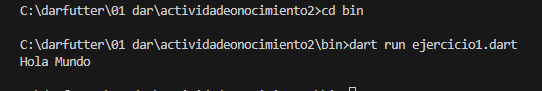 C:\darfutter\01 dar\actividadeonocimiento2>cd bin
C:\darfutter\01 dar\actividadeonocimiento2\bin>dart run ejercicio1.dart
Hola Mundo